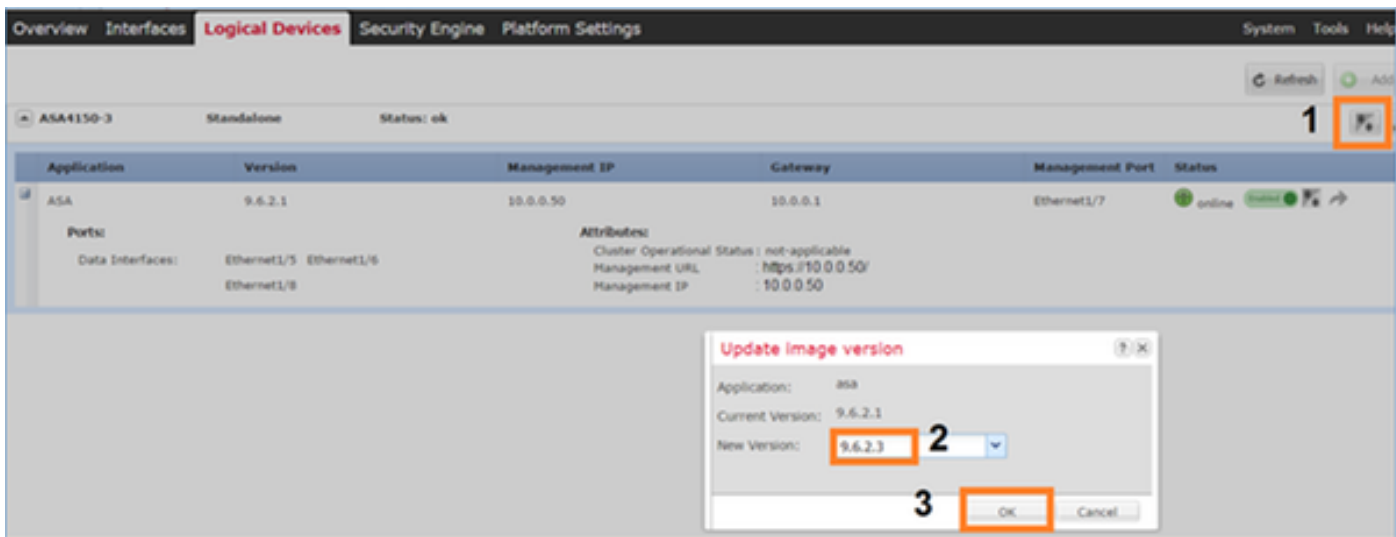 Overview Interfaces Logical Devices Security Engine Platform Settings System Tools Help
Refresh Add
1
ASA4150-3 Standalone Status: ok
Application Version Management IP Gateway Management Port Status
ASA 9.6.2.1 10.0.0.50 10.0.0.1 Ethernet1/7 online Enabled
Ports: Attributes:
Data Interfaces: Ethernet1/5 Ethernet1/6 Cluster Operational Status : not-applicable
Management URL : https://10.0.0.50/
Ethernet1/8 Management IP : 10.0.0.50
Update image version ? ×
Application: asa
Current Version: 9.6.2.1
New Version: 9.6.2.3 2
3 OK Cancel